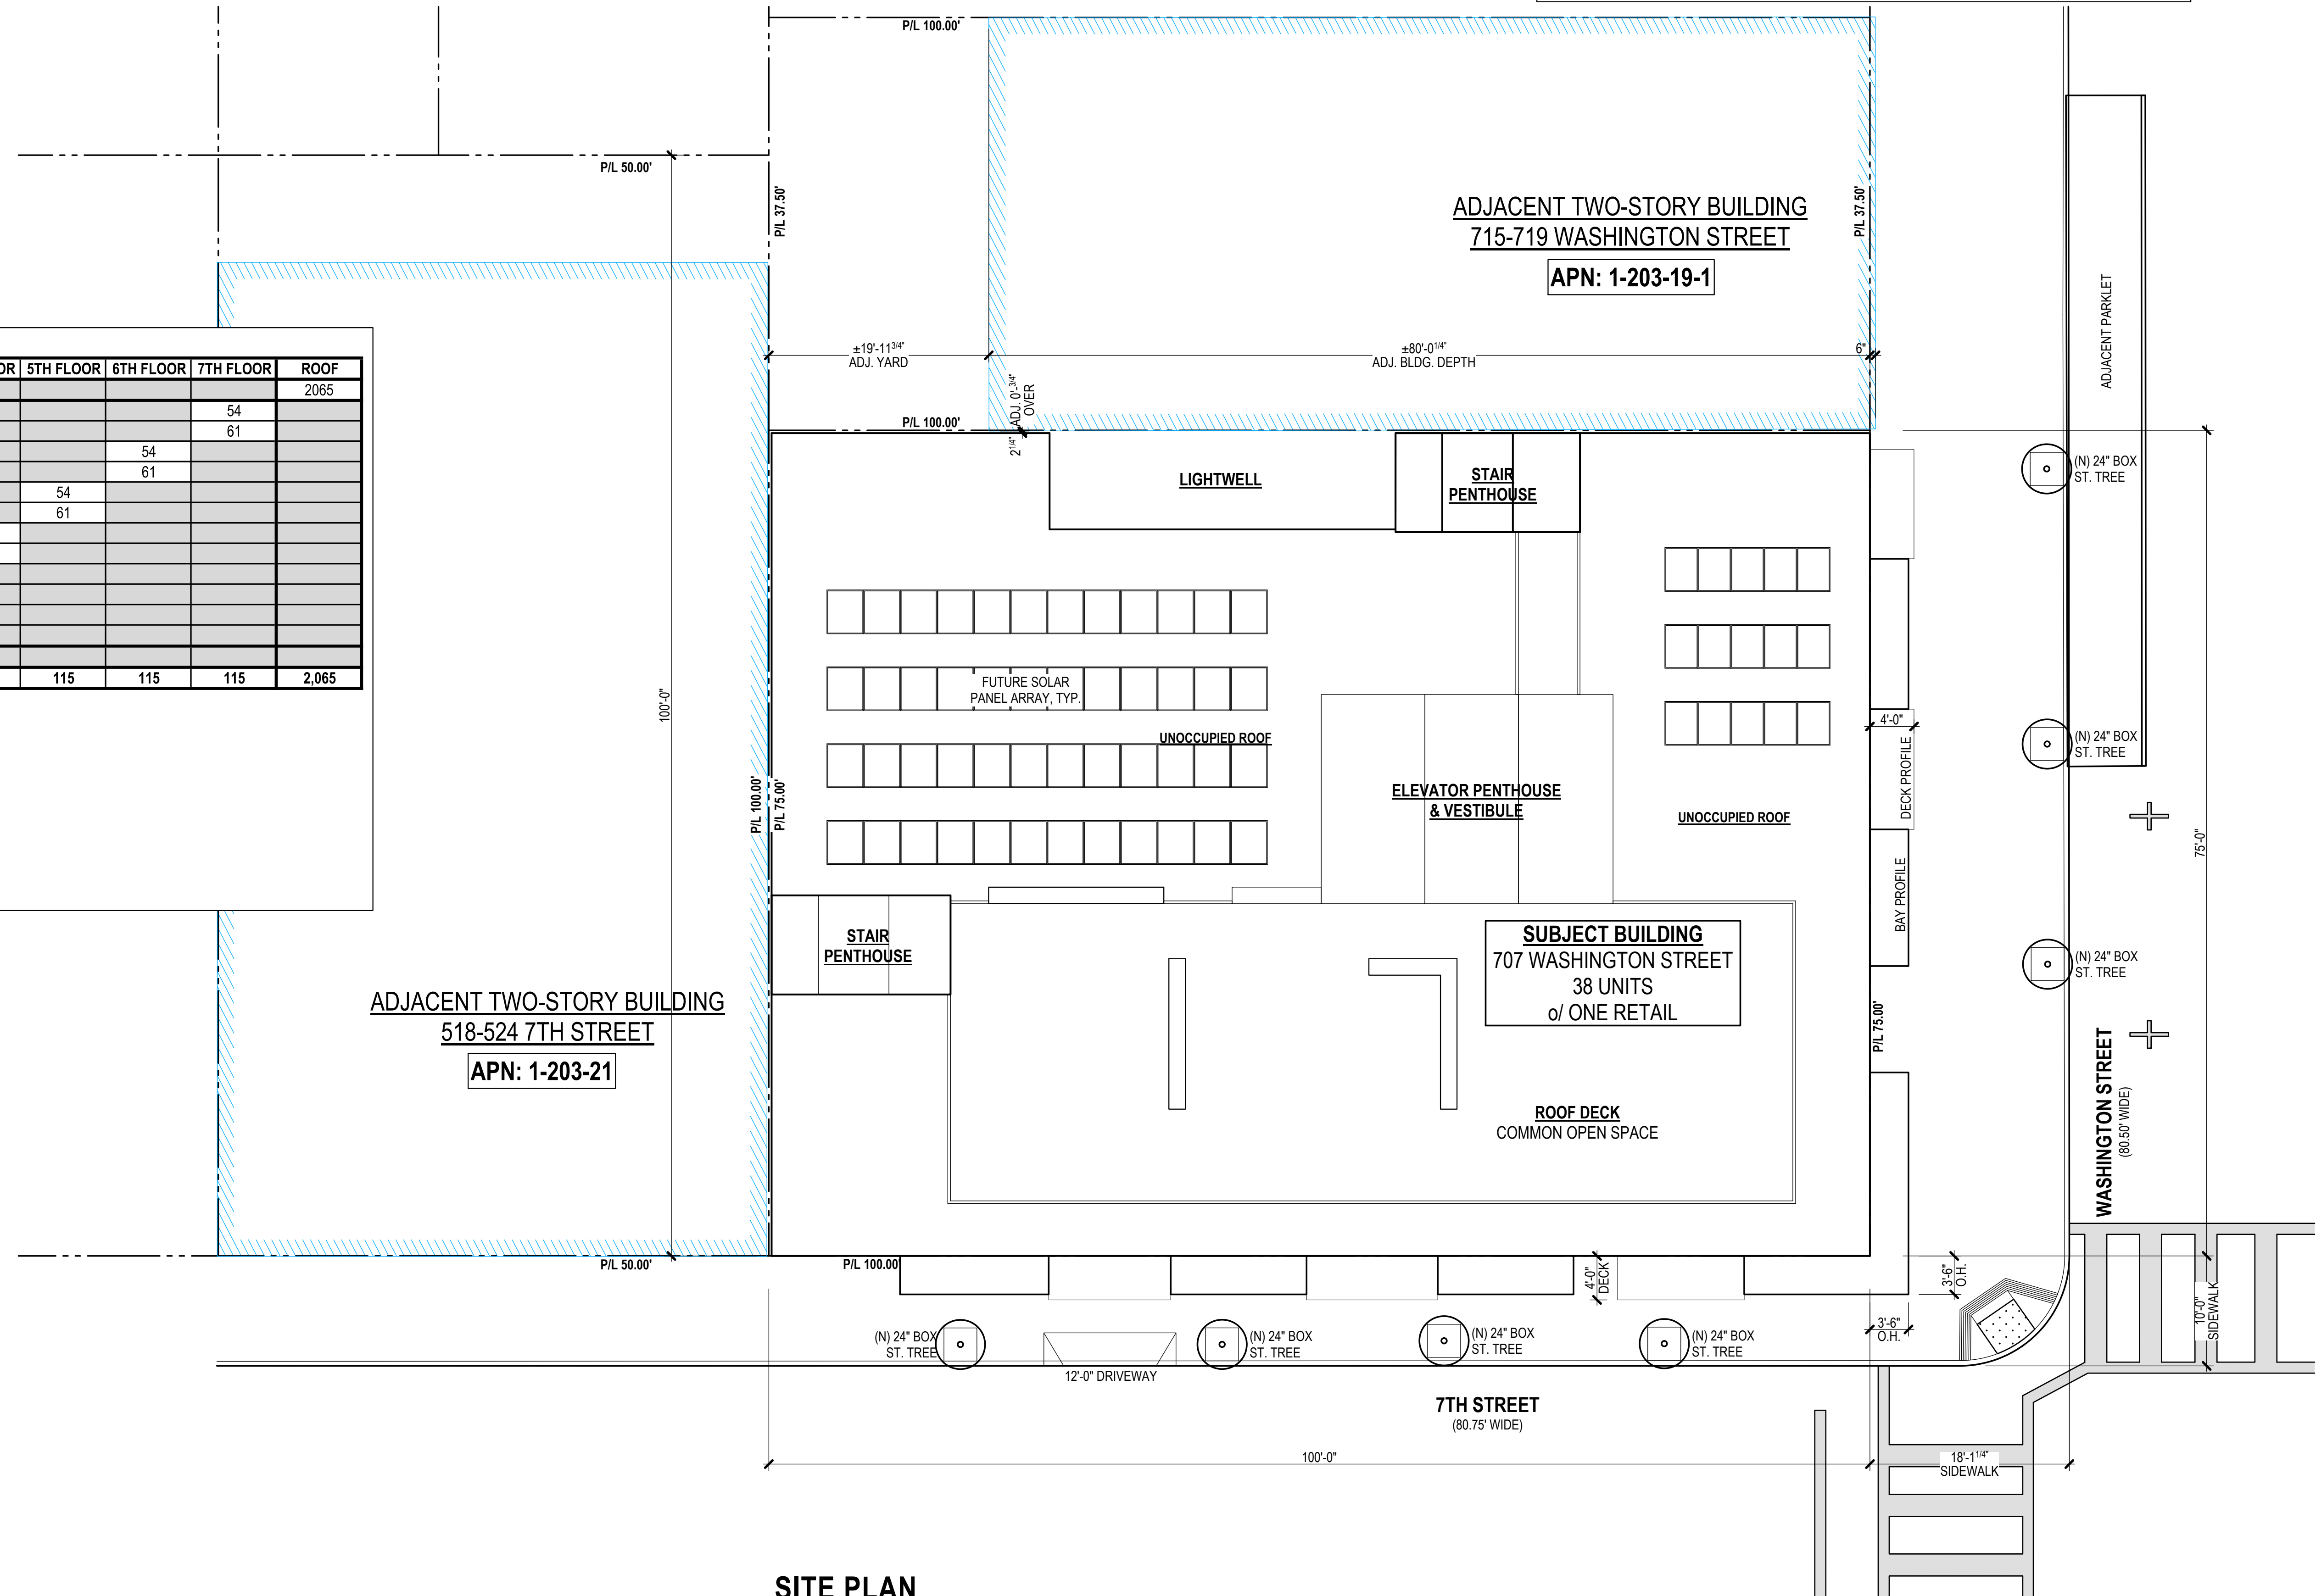 P/L 100.00'
P/L 50.00'
P/L 37.50'
P/L 37.50'
ADJACENT TWO-STORY BUILDING
715-719 WASHINGTON STREET
APN: 1-203-19-1
ADJACENT PARKLET
±19'-11 3/4"
ADJ. YARD
±80'-0 1/4"
ADJ. BLDG. DEPTH
6"
ADJ. 0'-3/4"
OVER
2 1/4"
P/L 100.00'
OR 5TH FLOOR 6TH FLOOR 7TH FLOOR ROOF
2065
54
61
54
61
54
61
115 115 115 2,065
LIGHTWELL
STAIR
PENTHOUSE
(N) 24" BOX
ST. TREE
FUTURE SOLAR
PANEL ARRAY, TYP.
UNOCCUPIED ROOF
100'-0"
P/L 100.00'
P/L 75.00'
ELEVATOR PENTHOUSE
& VESTIBULE
UNOCCUPIED ROOF
4'-0"
DECK PROFILE
BAY PROFILE
(N) 24" BOX
ST. TREE
75'-0"
STAIR
PENTHOUSE
SUBJECT BUILDING
707 WASHINGTON STREET
38 UNITS
o/ ONE RETAIL
(N) 24" BOX
ST. TREE
P/L 75.00'
ADJACENT TWO-STORY BUILDING
518-524 7TH STREET
APN: 1-203-21
ROOF DECK
COMMON OPEN SPACE
WASHINGTON STREET
(80.50' WIDE)
P/L 50.00'
P/L 100.00'
4'-0"
DECK
3'-6"
O.H.
3'-6"
O.H.
10'-0"
SIDEWALK
(N) 24" BOX
ST. TREE
(N) 24" BOX
ST. TREE
(N) 24" BOX
ST. TREE
(N) 24" BOX
ST. TREE
12'-0" DRIVEWAY
7TH STREET
(80.75' WIDE)
100'-0"
18'-1 1/4"
SIDEWALK
SITE PLAN